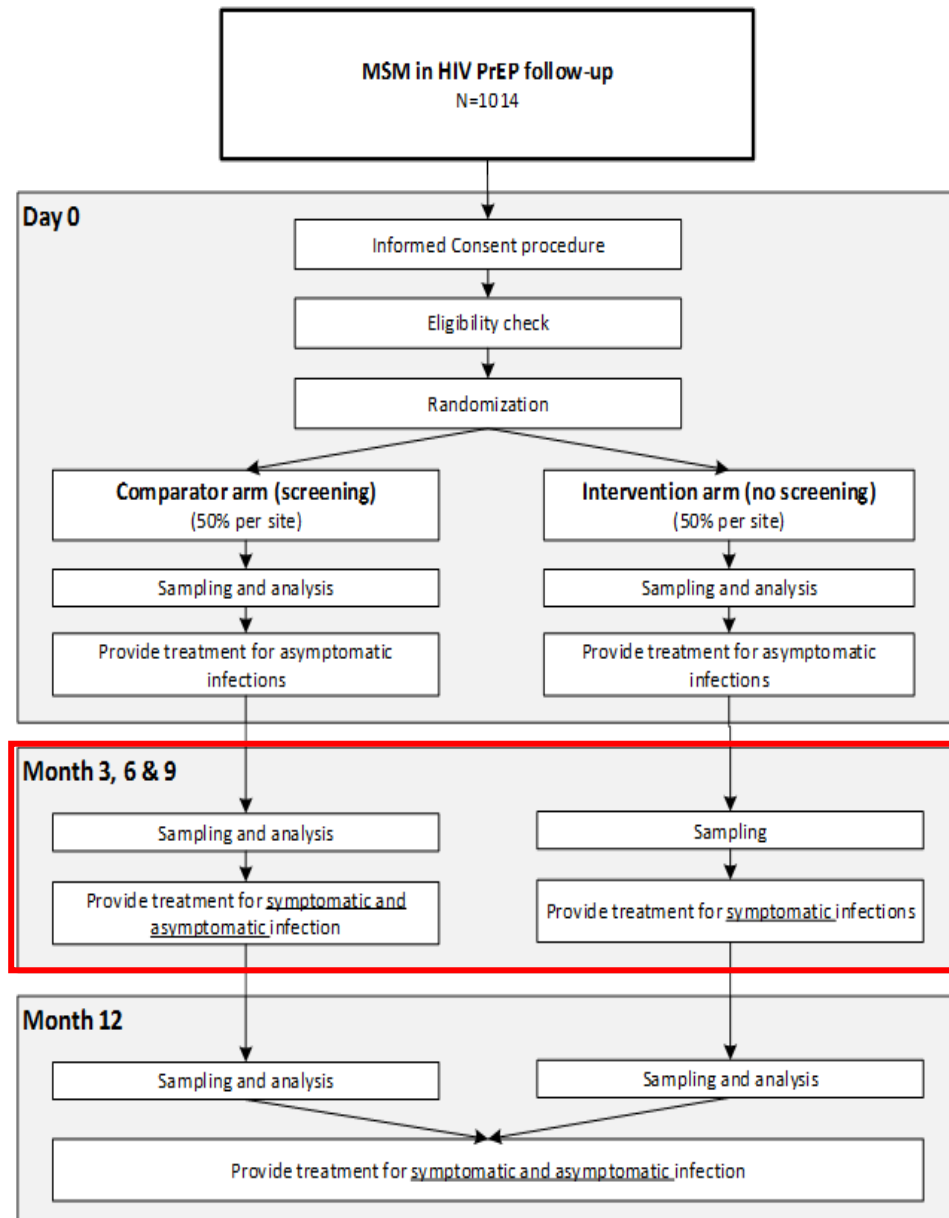 MSM in HIV PrEP follow-up
N=1014
Day 0
Informed Consent procedure
Eligibility check
Randomization
Comparator arm (screening)
(50% per site)
Intervention arm (no screening)
(50% per site)
Sampling and analysis
Sampling and analysis
Provide treatment for asymptomatic
infections
Provide treatment for asymptomatic
infections
Month 3, 6 & 9
Sampling and analysis
Sampling
Provide treatment for symptomatic and
asymptomatic infection
Provide treatment for symptomatic infections
Month 12
Sampling and analysis
Sampling and analysis
Provide treatment for symptomatic and asymptomatic infection